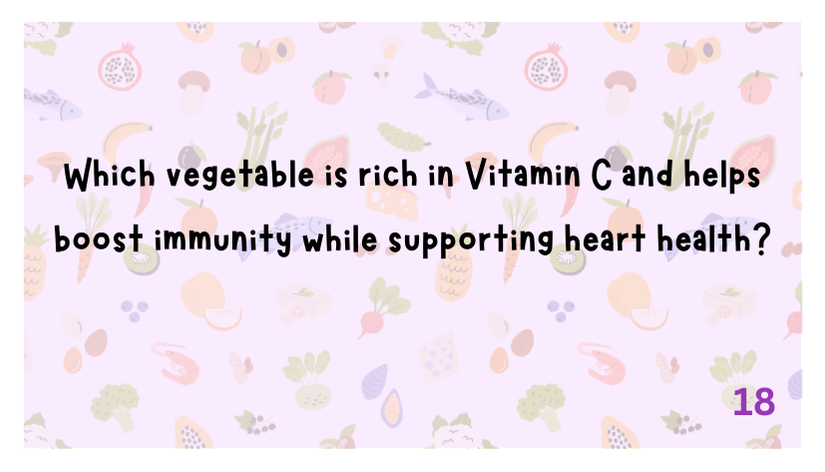 Which vegetable is rich in Vitamin C and helps
boost immunity while supporting heart health?
18